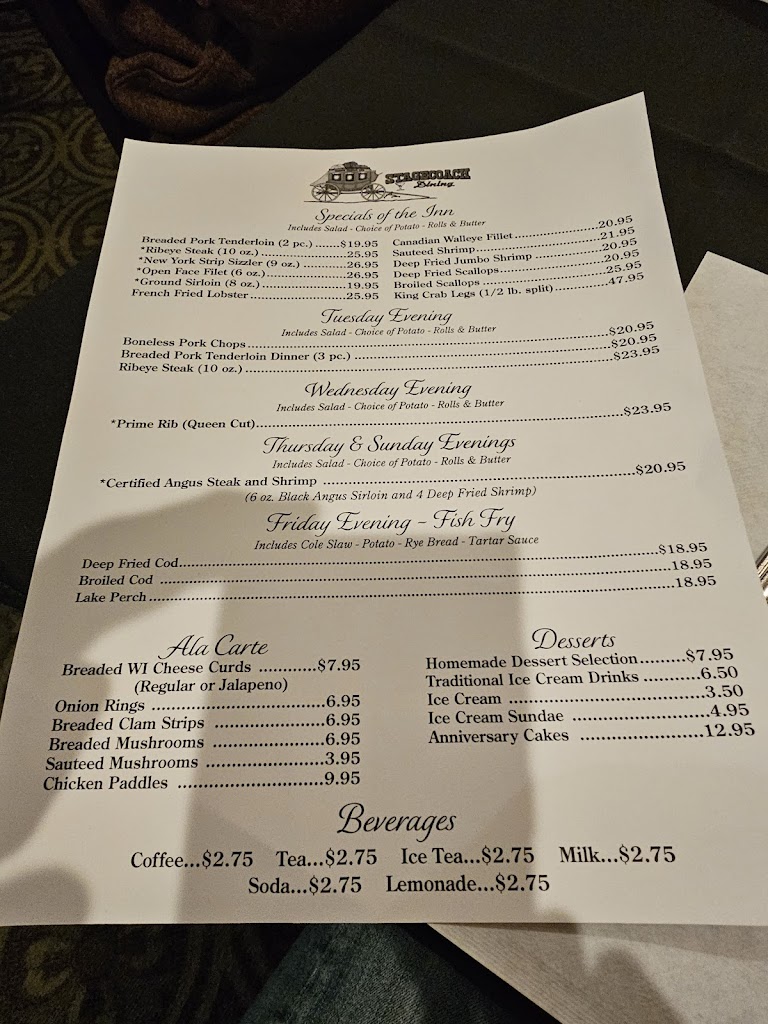 STAGECOACH
Dining
Specials of the Inn
Includes Salad - Choice of Potato - Rolls & Butter
Breaded Pork Tenderloin (2 pc.) .......$19.95
*Ribeye Steak (10 oz.) ..........................25.95
*New York Strip Sizzler (9 oz.) ............26.95
*Open Face Filet (6 oz.)........................26.95
*Ground Sirloin (8 oz.) .........................19.95
French Fried Lobster............................25.95
Canadian Walleye Fillet.......................20.95
Sauteed Shrimp...................................21.95
Deep Fried Jumbo Shrimp ...................20.95
Deep Fried Scallops.............................20.95
Broiled Scallops ..................................25.95
King Crab Legs (1/2 lb. split)................47.95
Tuesday Evening
Includes Salad - Choice of Potato - Rolls & Butter
Boneless Pork Chops...........................................................$20.95
Breaded Pork Tenderloin Dinner (3 pc.) ..............................$20.95
Ribeye Steak (10 oz.)...........................................................$23.95
Wednesday Evening
Includes Salad - Choice of Potato - Rolls & Butter
*Prime Rib (Queen Cut)........................................................$23.95
Thursday & Sunday Evenings
Includes Salad - Choice of Potato - Rolls & Butter
*Certified Angus Steak and Shrimp ......................................$20.95
(6 oz. Black Angus Sirloin and 4 Deep Fried Shrimp)
Friday Evening - Fish Fry
Includes Cole Slaw - Potato - Rye Bread - Tartar Sauce
Deep Fried Cod....................................................................$18.95
Broiled Cod .........................................................................18.95
Lake Perch...........................................................................18.95
Ala Carte
Breaded WI Cheese Curds ............$7.95
(Regular or Jalapeno)
Onion Rings ..............................6.95
Breaded Clam Strips ...................6.95
Breaded Mushrooms ...................6.95
Sauteed Mushrooms ....................3.95
Chicken Paddles .........................9.95
Desserts
Homemade Dessert Selection.........$7.95
Traditional Ice Cream Drinks ..........6.50
Ice Cream ..................................3.50
Ice Cream Sundae .......................4.95
Anniversary Cakes .....................12.95
Beverages
Coffee...$2.75 Tea...$2.75 Ice Tea...$2.75 Milk...$2.75
Soda...$2.75 Lemonade...$2.75